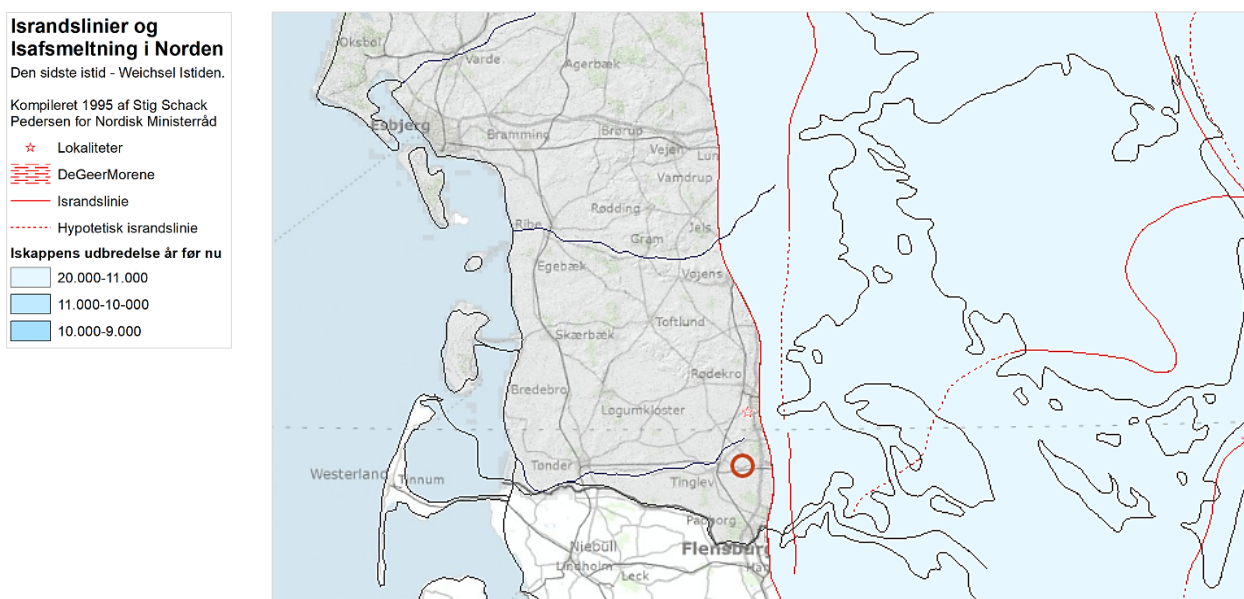 Israndslinier og
Isafsmeltning i Norden
Den sidste istid - Weichsel Istiden.
Kompileret 1995 af Stig Schack
Pedersen for Nordisk Ministerråd
Lokaliteter
DeGeerMorene
Israndslinie
Hypotetisk israndslinie
Iskappens udbredelse år før nu
20.000-11.000
11.000-10-000
10.000-9.000
Oksbøl
Varde
Agerbæk
Esbjerg
Bramming
Brørup
Vejen
Lun
Vamdrup
Rødding
Ribe
Jels
Gram
Egebæk
Vojens
Toftlund
Skærbæk
Rødekro
Bredebro
Løgumkloster
Tønder
Westerland
Tinnum
Tinglev
Padborg
Niebüll
Flensburg
Lindholm
Leck
Ha